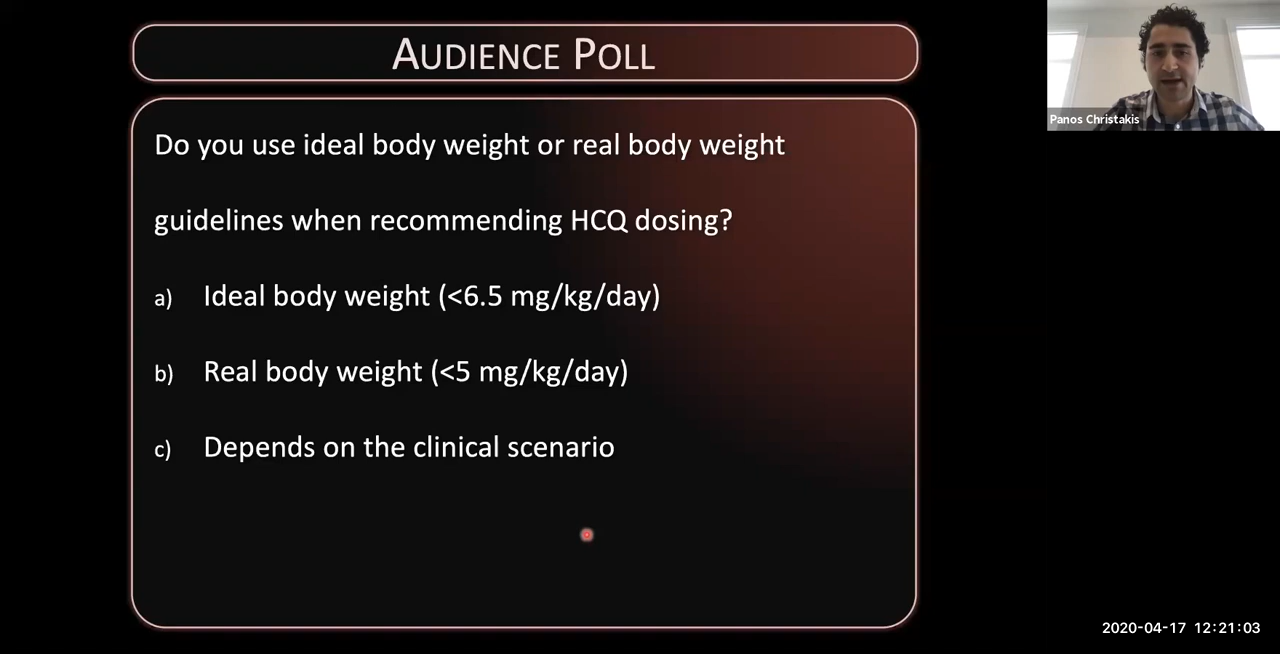 AUDIENCE POLL
Panos Christakis
Do you use ideal body weight or real body weight
guidelines when recommending HCQ dosing?
a) Ideal body weight (<6.5 mg/kg/day)
b) Real body weight (<5 mg/kg/day)
c) Depends on the clinical scenario
2020-04-17 12:21:03